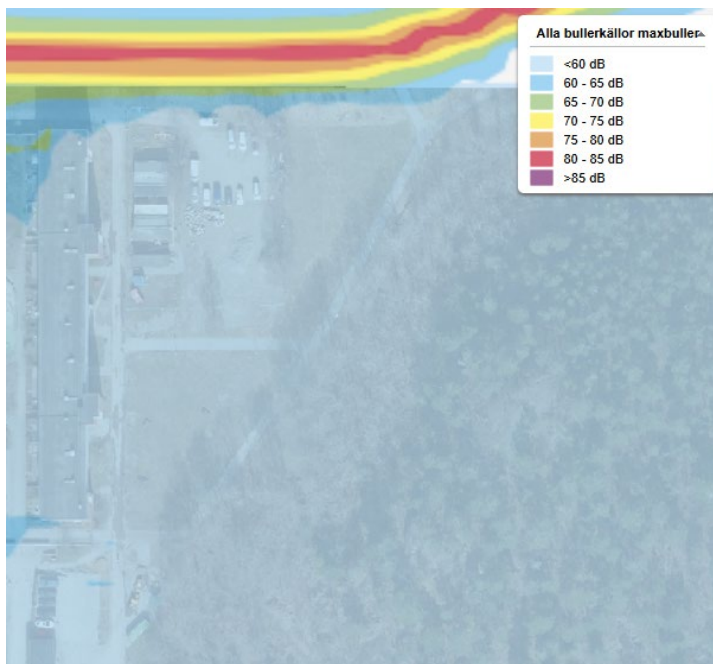 Alla bullerkällor maxbuller
<60 dB
60 - 65 dB
65 - 70 dB
70 - 75 dB
75 - 80 dB
80 - 85 dB
>85 dB